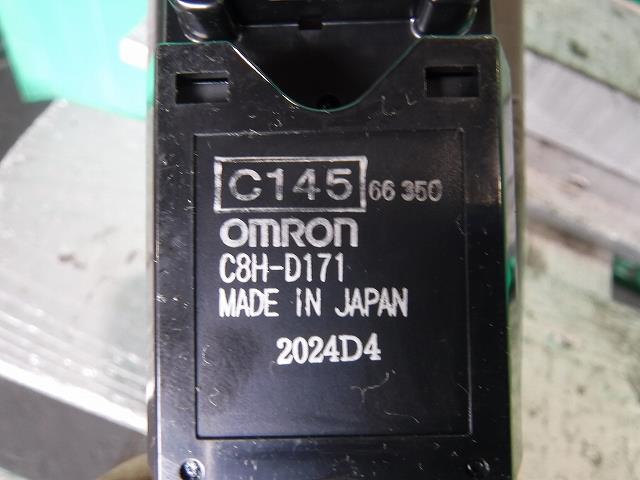 C145 66 350
OMRON
C8H-D171
MADE IN JAPAN
2024D4